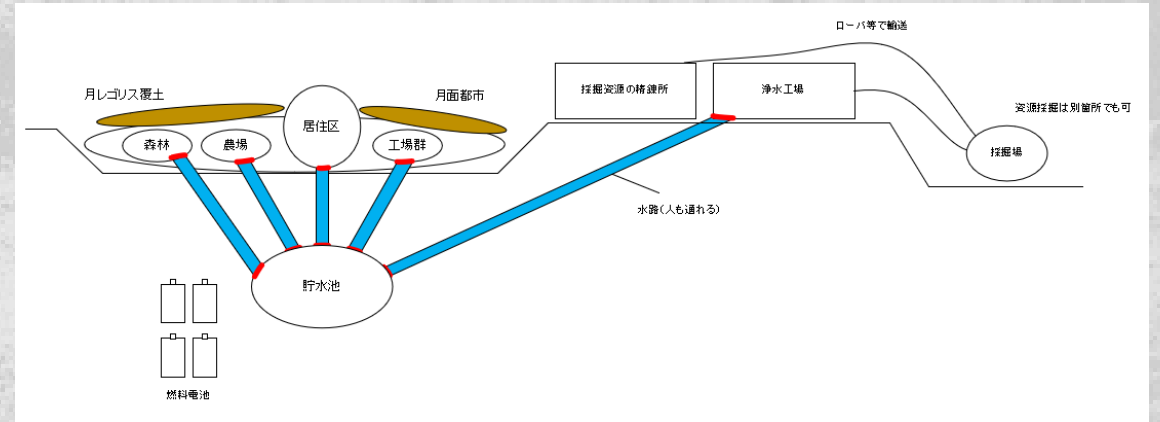 ローバ等で輸送
月レゴリス覆土
月面都市
採掘資源の精錬所
浄水工場
資源採掘は別箇所でも可
居住区
森林
農場
工場群
採掘場
水路(人も通れる)
貯水池
燃料電池